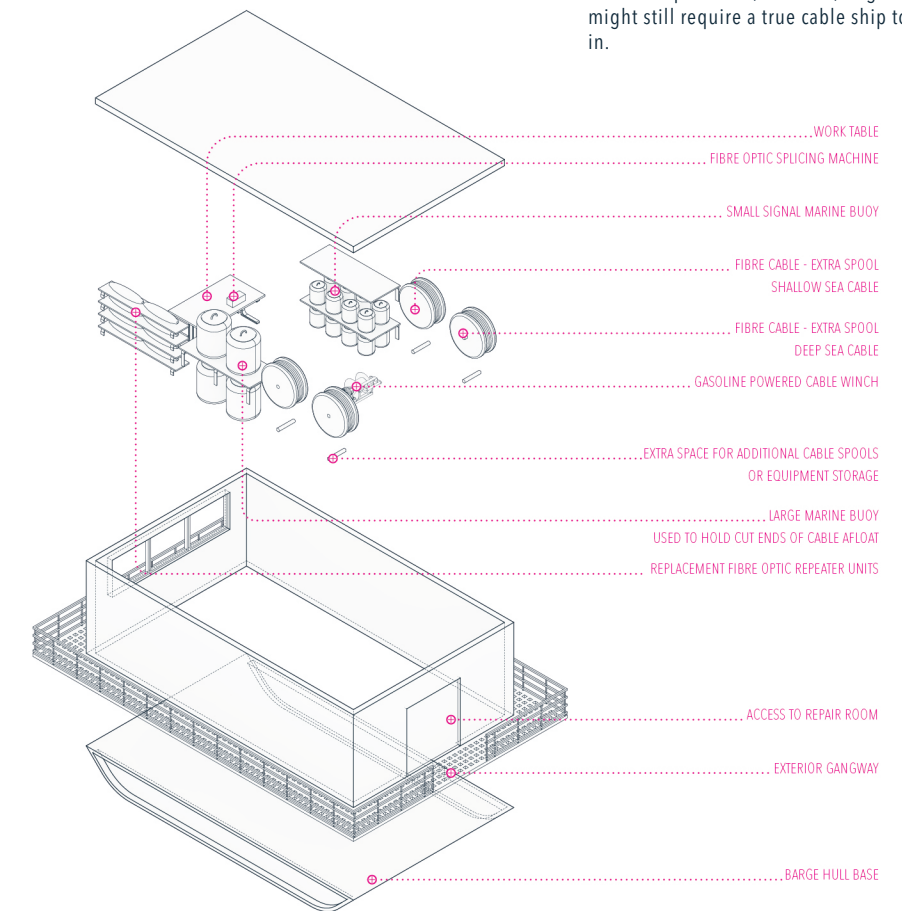 might still require a true cable ship to
in.
WORK TABLE
FIBRE OPTIC SPLICING MACHINE
SMALL SIGNAL MARINE BUOY
FIBRE CABLE - EXTRA SPOOL
SHALLOW SEA CABLE
FIBRE CABLE - EXTRA SPOOL
DEEP SEA CABLE
GASOLINE POWERED CABLE WINCH
EXTRA SPACE FOR ADDITIONAL CABLE SPOOLS
OR EQUIPMENT STORAGE
LARGE MARINE BUOY
USED TO HOLD CUT ENDS OF CABLE AFLOAT
REPLACEMENT FIBRE OPTIC REPEATER UNITS
ACCESS TO REPAIR ROOM
EXTERIOR GANGWAY
BARGE HULL BASE